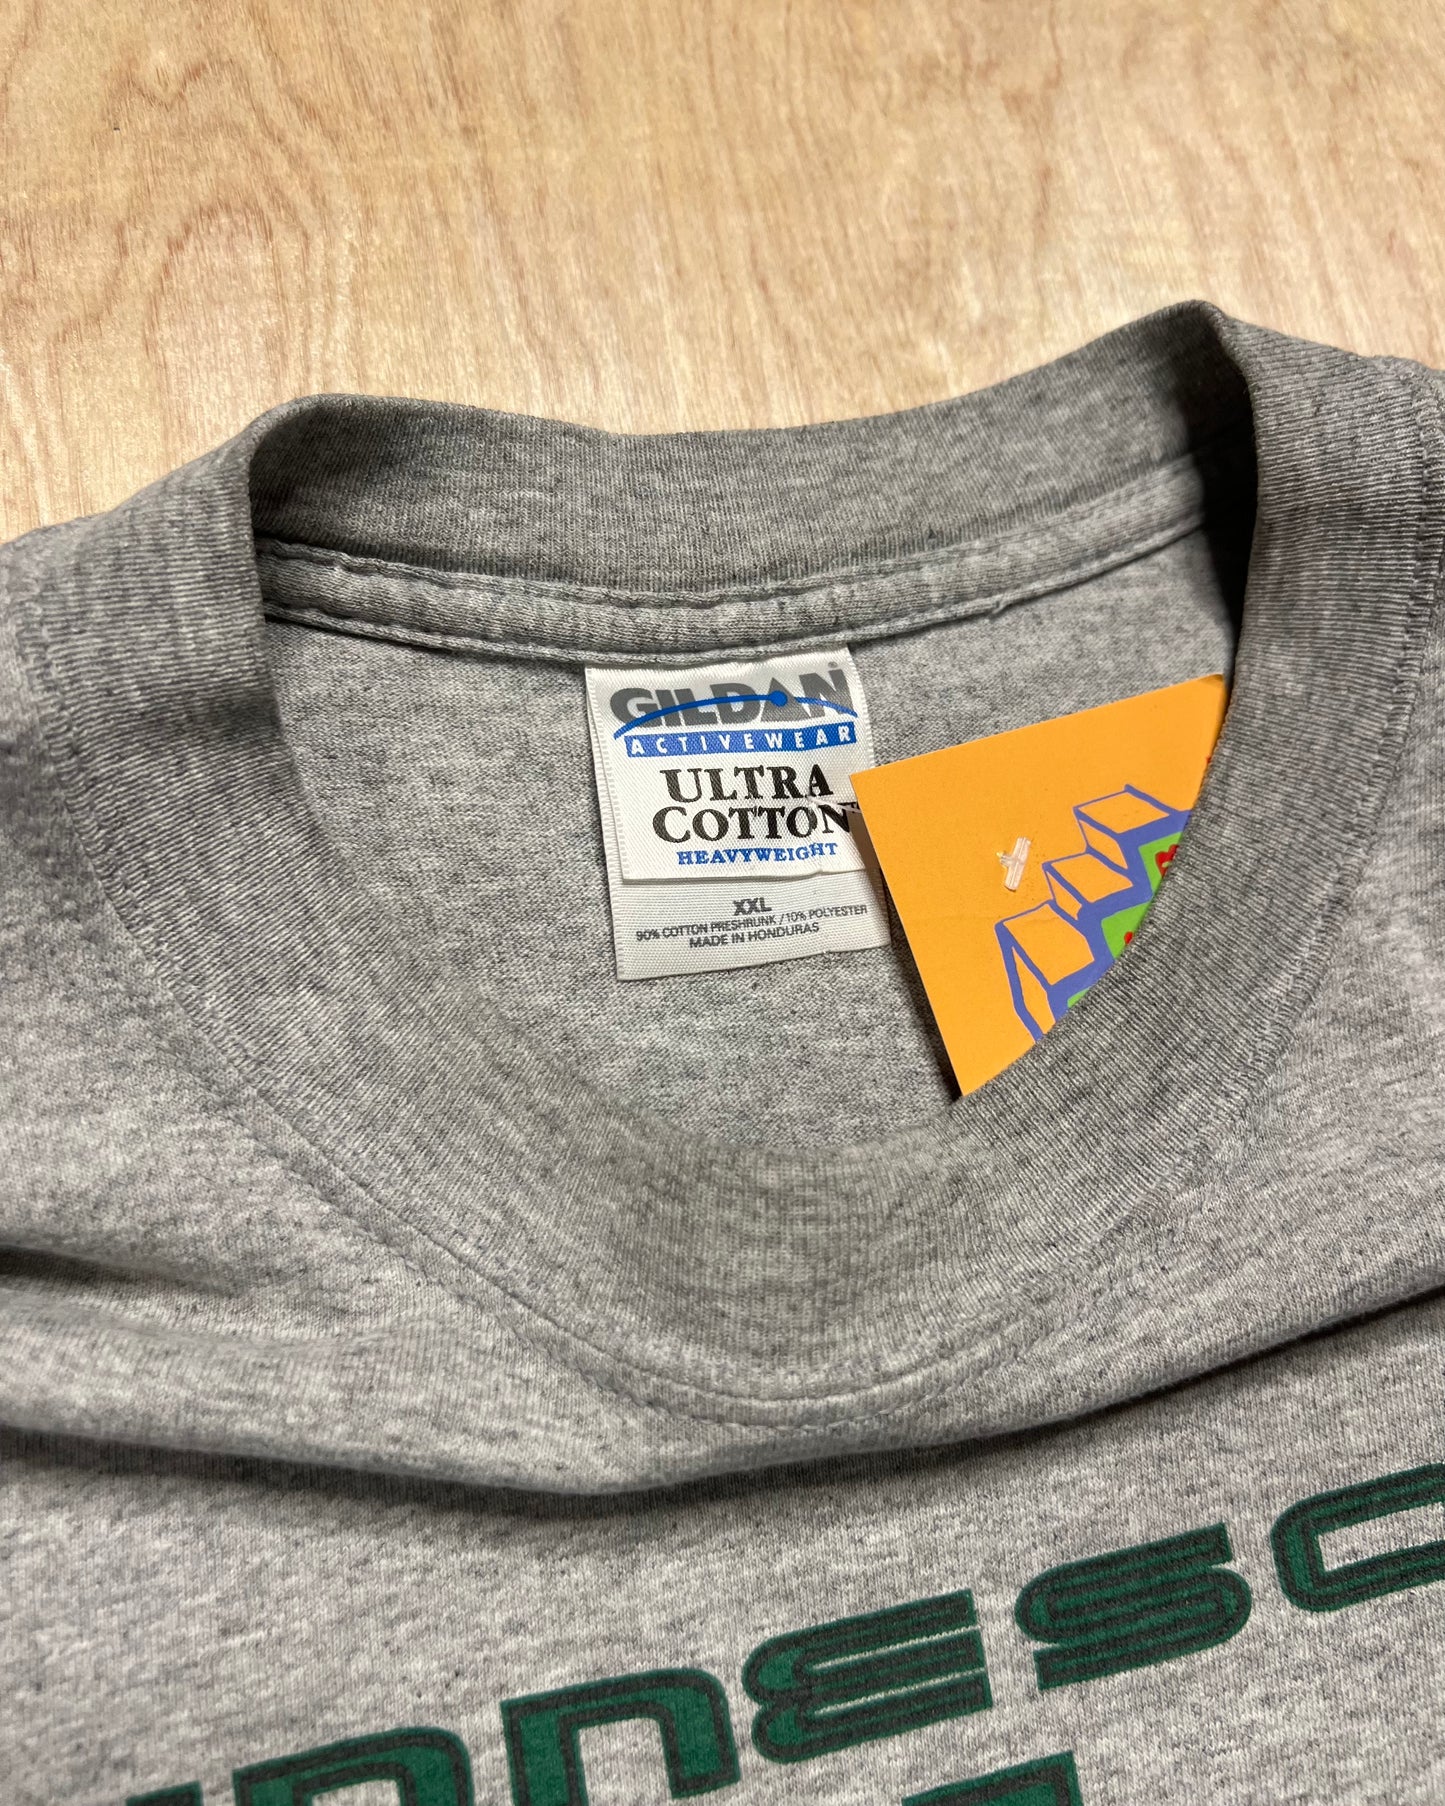 GILDAN
ACTIVEWEAR
ULTRA
COTTON
HEAVYWEIGHT
XXL
90% COTTON PRESHRUNK / 10% POLYESTER
MADE IN HONDURAS